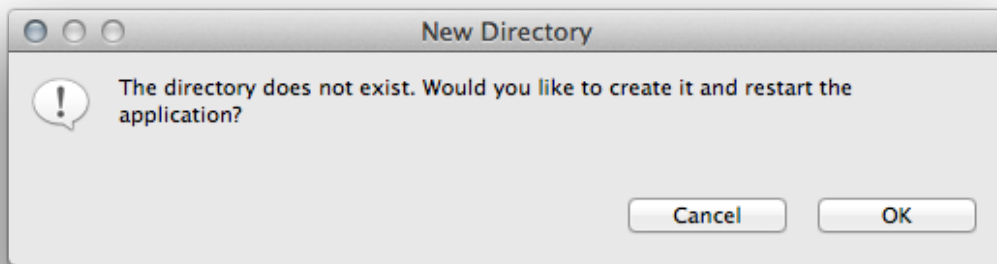 New Directory
The directory does not exist. Would you like to create it and restart the
application?
Cancel
OK